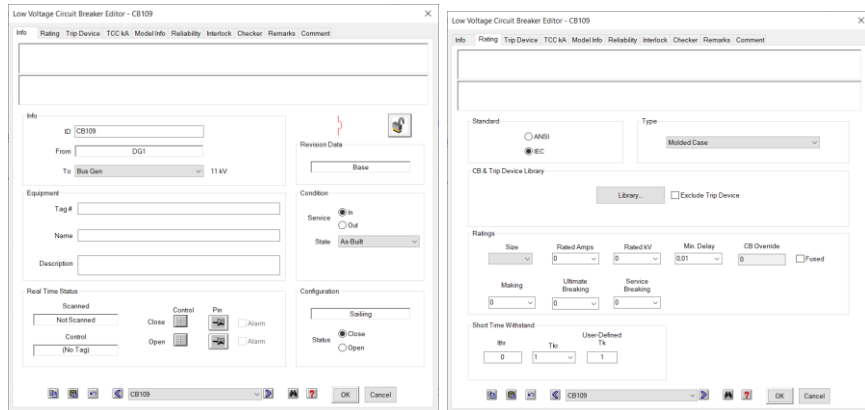 Low Voltage Circuit Breaker Editor - CB109
Info Rating Trip Device TCC kA Model Info Reliability Interlock Checker Remarks Comment
Info
ID CB109
From DG1
To Bus Gen 11 kV
Revision Data
Base
Equipment
Tag #
Name
Description
Condition
Service In
Out
State As-Built
Real Time Status
Scanned
Not Scanned
Control
(No Tag)
Control Pin
Close Alarm
Open Alarm
Configuration
Sailing
Status Close
Open
CB109 OK Cancel
Low Voltage Circuit Breaker Editor - CB109
Info Rating Trip Device TCC kA Model Info Reliability Interlock Checker Remarks Comment
Standard
ANSI
IEC
Type
Molded Case
CB & Trip Device Library
Library... Exclude Trip Device
Ratings
Size Rated Amps Rated kV Min. Delay CB Override
0 0 0.01 0 Fused
Making Ultimate Breaking Service Breaking
0 0 0
Short Time Withstand
Ithr Tkr User-Defined Tk
0 1 1
CB109 OK Cancel